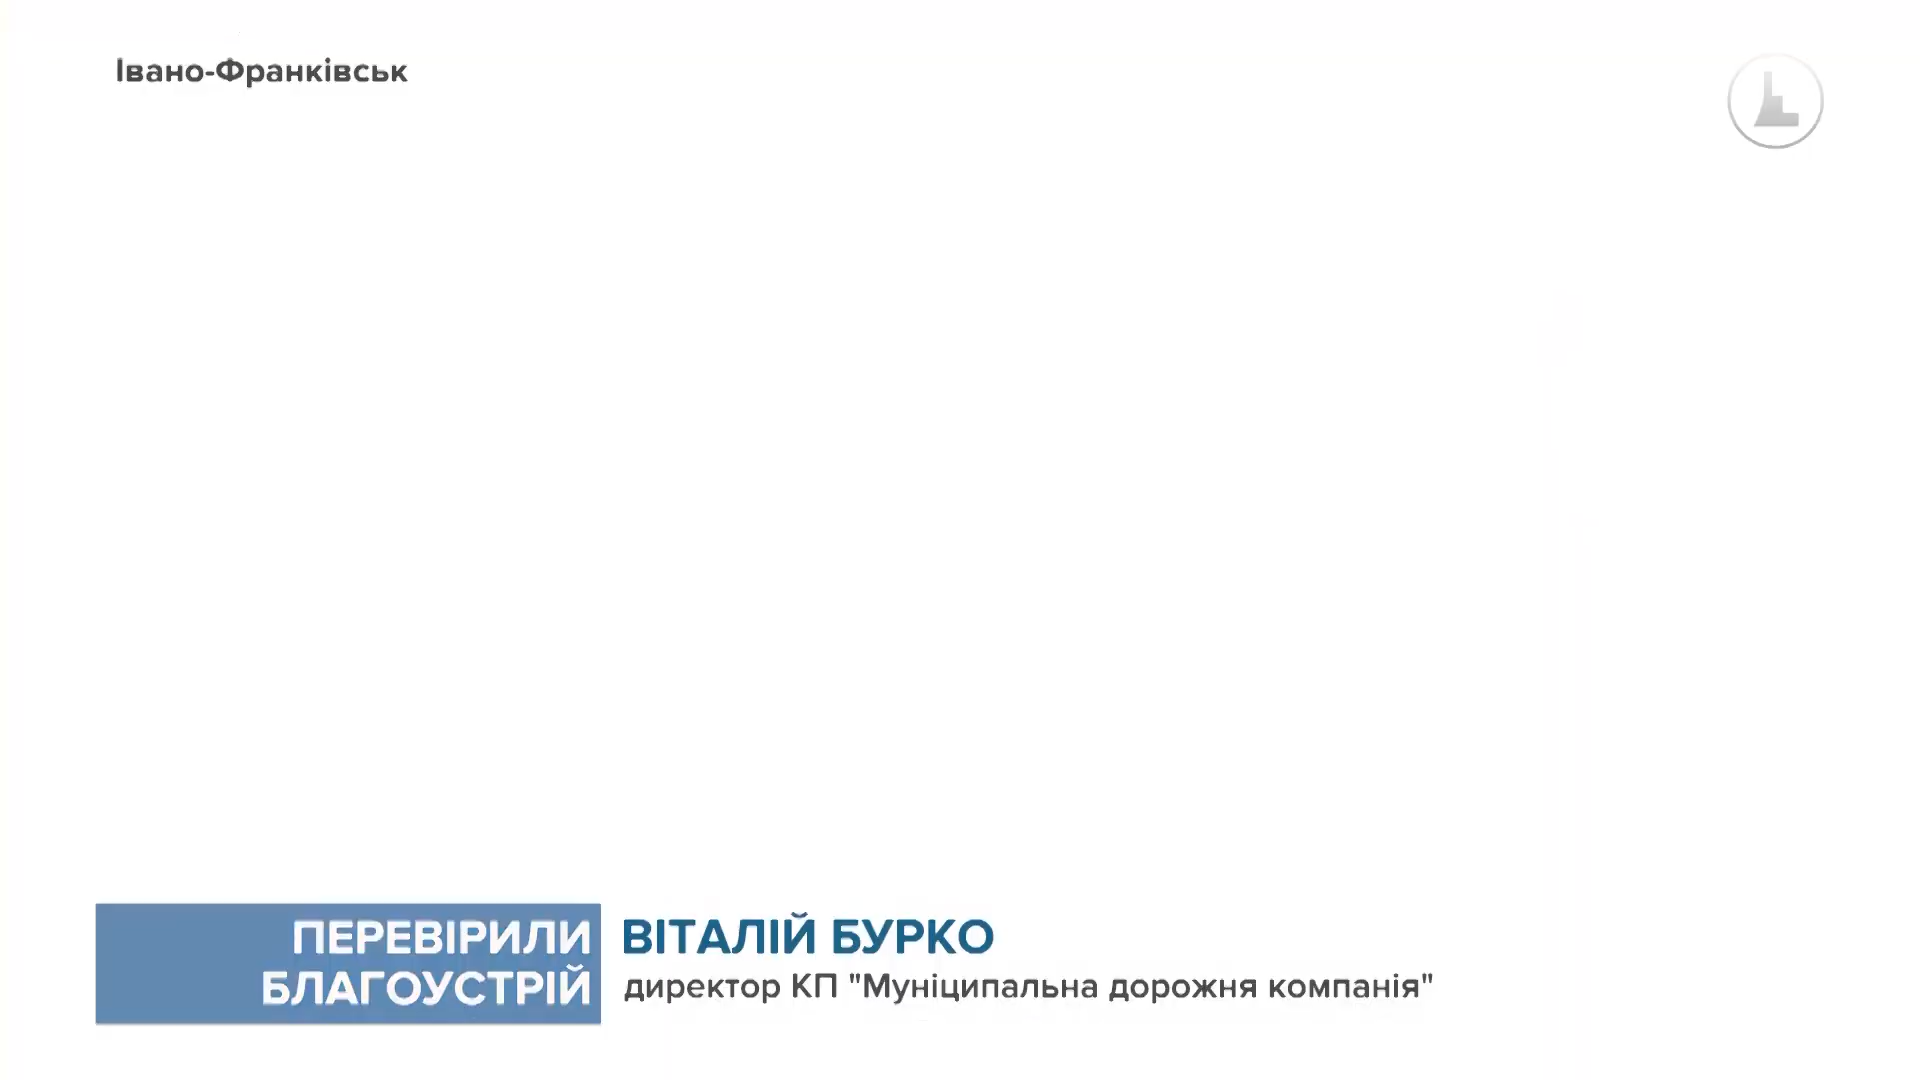 Івано-Франківськ
ПЕРЕВІРИЛИ
БЛАГОУСТРІЙ
ВІТАЛІЙ БУРКО
директор КП "Муніципальна дорожня компанія"